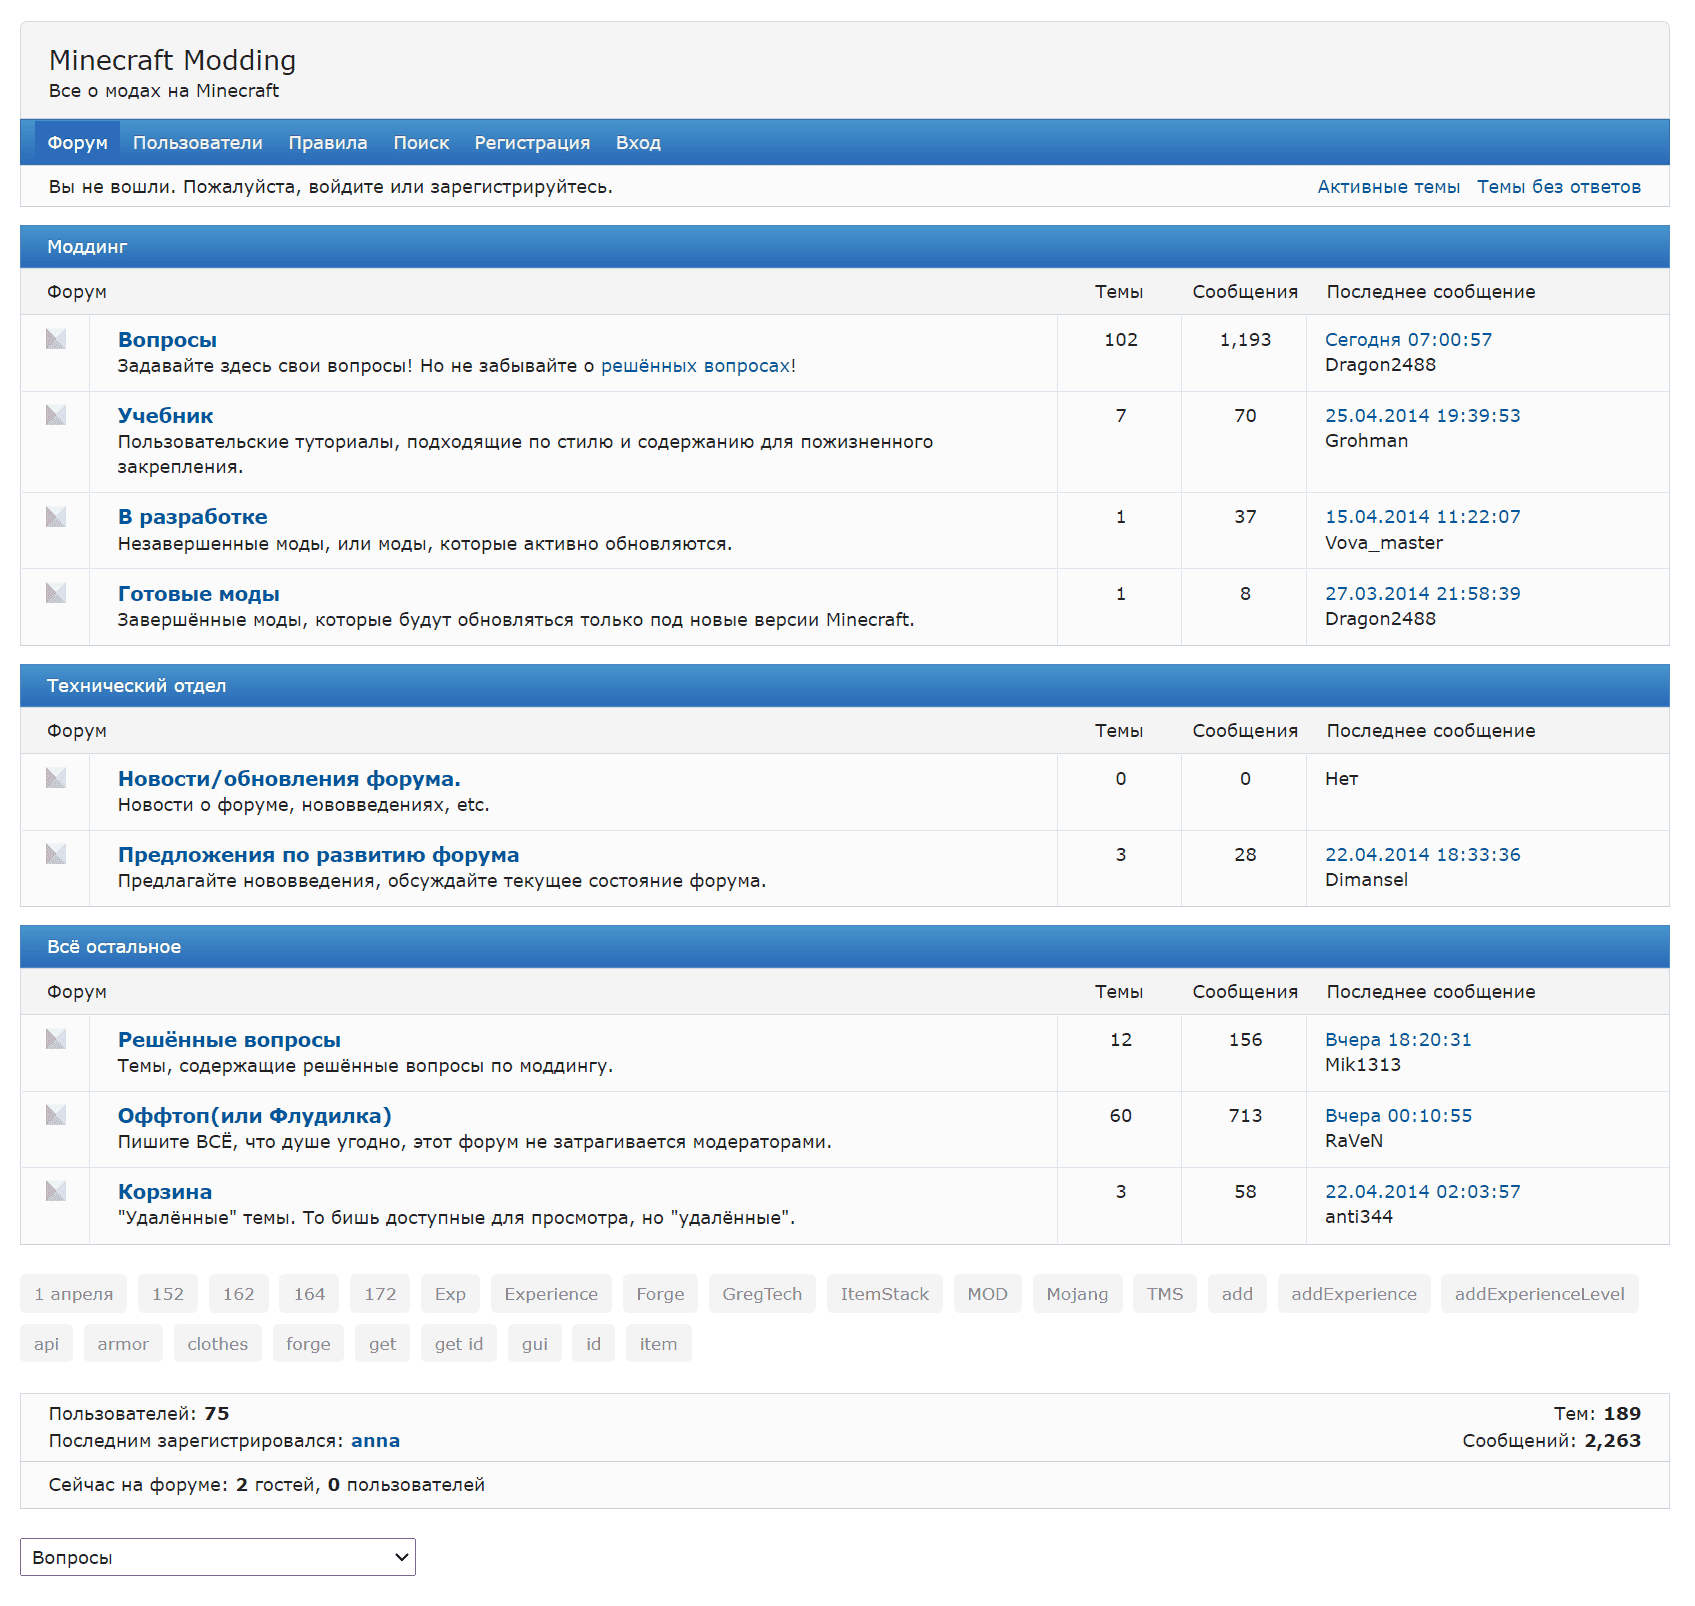 Minecraft Modding
Все о модах на Minecraft
Форум Пользователи Правила Поиск Регистрация Вход
Вы не вошли. Пожалуйста, войдите или зарегистрируйтесь. Активные темы Темы без ответов
Моддинг
Форум Темы Сообщения Последнее сообщение
Вопросы 102 1,193 Сегодня 07:00:57
Задавайте здесь свои вопросы! Но не забывайте о решённых вопросах! Dragon2488
Учебник 7 70 25.04.2014 19:39:53
Пользовательские туториалы, подходящие по стилю и содержанию для пожизненного Grohman
закрепления.
В разработке 1 37 15.04.2014 11:22:07
Незавершенные моды, или моды, которые активно обновляются. Vova_master
Готовые моды 1 8 27.03.2014 21:58:39
Завершённые моды, которые будут обновляться только под новые версии Minecraft. Dragon2488
Технический отдел
Форум Темы Сообщения Последнее сообщение
Новости/обновления форума. 0 0 Нет
Новости о форуме, нововведениях, etc.
Предложения по развитию форума 3 28 22.04.2014 18:33:36
Предлагайте нововведения, обсуждайте текущее состояние форума. Dimansel
Всё остальное
Форум Темы Сообщения Последнее сообщение
Решённые вопросы 12 156 Вчера 18:20:31
Темы, содержащие решённые вопросы по моддингу. Mik1313
Оффтоп(или Флудилка) 60 713 Вчера 00:10:55
Пишите ВСЁ, что душе угодно, этот форум не затрагивается модераторами. RaVeN
Корзина 3 58 22.04.2014 02:03:57
"Удалённые" темы. То бишь доступные для просмотра, но "удалённые". anti344
1 апреля 152 162 164 172 Exp Experience Forge GregTech ItemStack MOD Mojang TMS add addExperience addExperienceLevel
api armor clothes forge get get id gui id item
Пользователей: 75 Тем: 189
Последним зарегистрировался: anna Сообщений: 2,263
Сейчас на форуме: 2 гостей, 0 пользователей
Вопросы